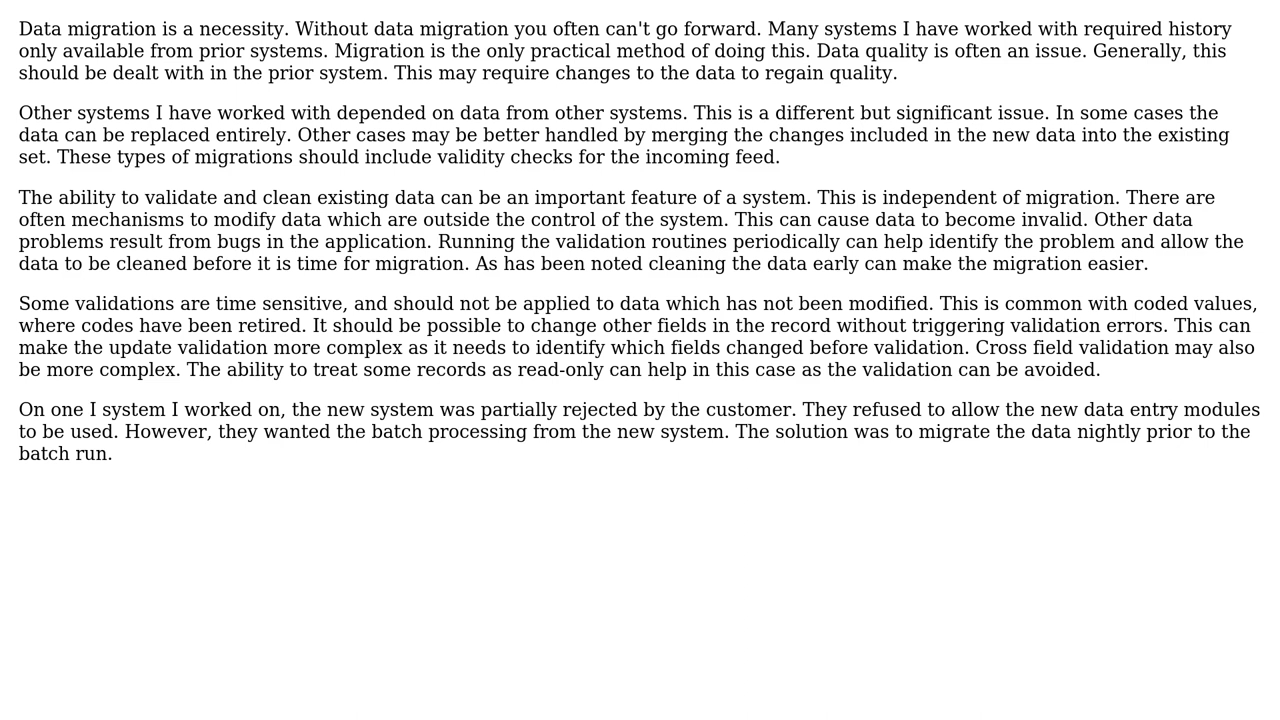 Data migration is a necessity. Without data migration you often can't go forward. Many systems I have worked with required history
only available from prior systems. Migration is the only practical method of doing this. Data quality is often an issue. Generally, this
should be dealt with in the prior system. This may require changes to the data to regain quality.
Other systems I have worked with depended on data from other systems. This is a different but significant issue. In some cases the
data can be replaced entirely. Other cases may be better handled by merging the changes included in the new data into the existing
set. These types of migrations should include validity checks for the incoming feed.
The ability to validate and clean existing data can be an important feature of a system. This is independent of migration. There are
often mechanisms to modify data which are outside the control of the system. This can cause data to become invalid. Other data
problems result from bugs in the application. Running the validation routines periodically can help identify the problem and allow the
data to be cleaned before it is time for migration. As has been noted cleaning the data early can make the migration easier.
Some validations are time sensitive, and should not be applied to data which has not been modified. This is common with coded values,
where codes have been retired. It should be possible to change other fields in the record without triggering validation errors. This can
make the update validation more complex as it needs to identify which fields changed before validation. Cross field validation may also
be more complex. The ability to treat some records as read-only can help in this case as the validation can be avoided.
On one I system I worked on, the new system was partially rejected by the customer. They refused to allow the new data entry modules
to be used. However, they wanted the batch processing from the new system. The solution was to migrate the data nightly prior to the
batch run.